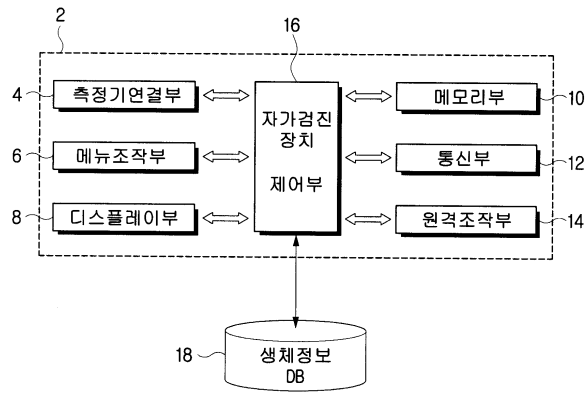 2
16
4
측정기연결부
메모리부
10
자가검진
장치
제어부
6
메뉴조작부
통신부
12
8
디스플레이부
원격조작부
14
18
생체정보
DB